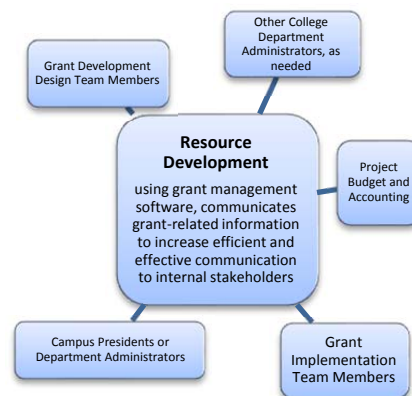 Other College
Department
Administrators, as
needed
Grant Development
Design Team Members
Resource
Development
using grant management
software, communicates
grant-related information
to increase efficient and
effective communication
to internal stakeholders
Project
Budget and
Accounting
Campus Presidents or
Department Administrators
Grant
Implementation
Team Members